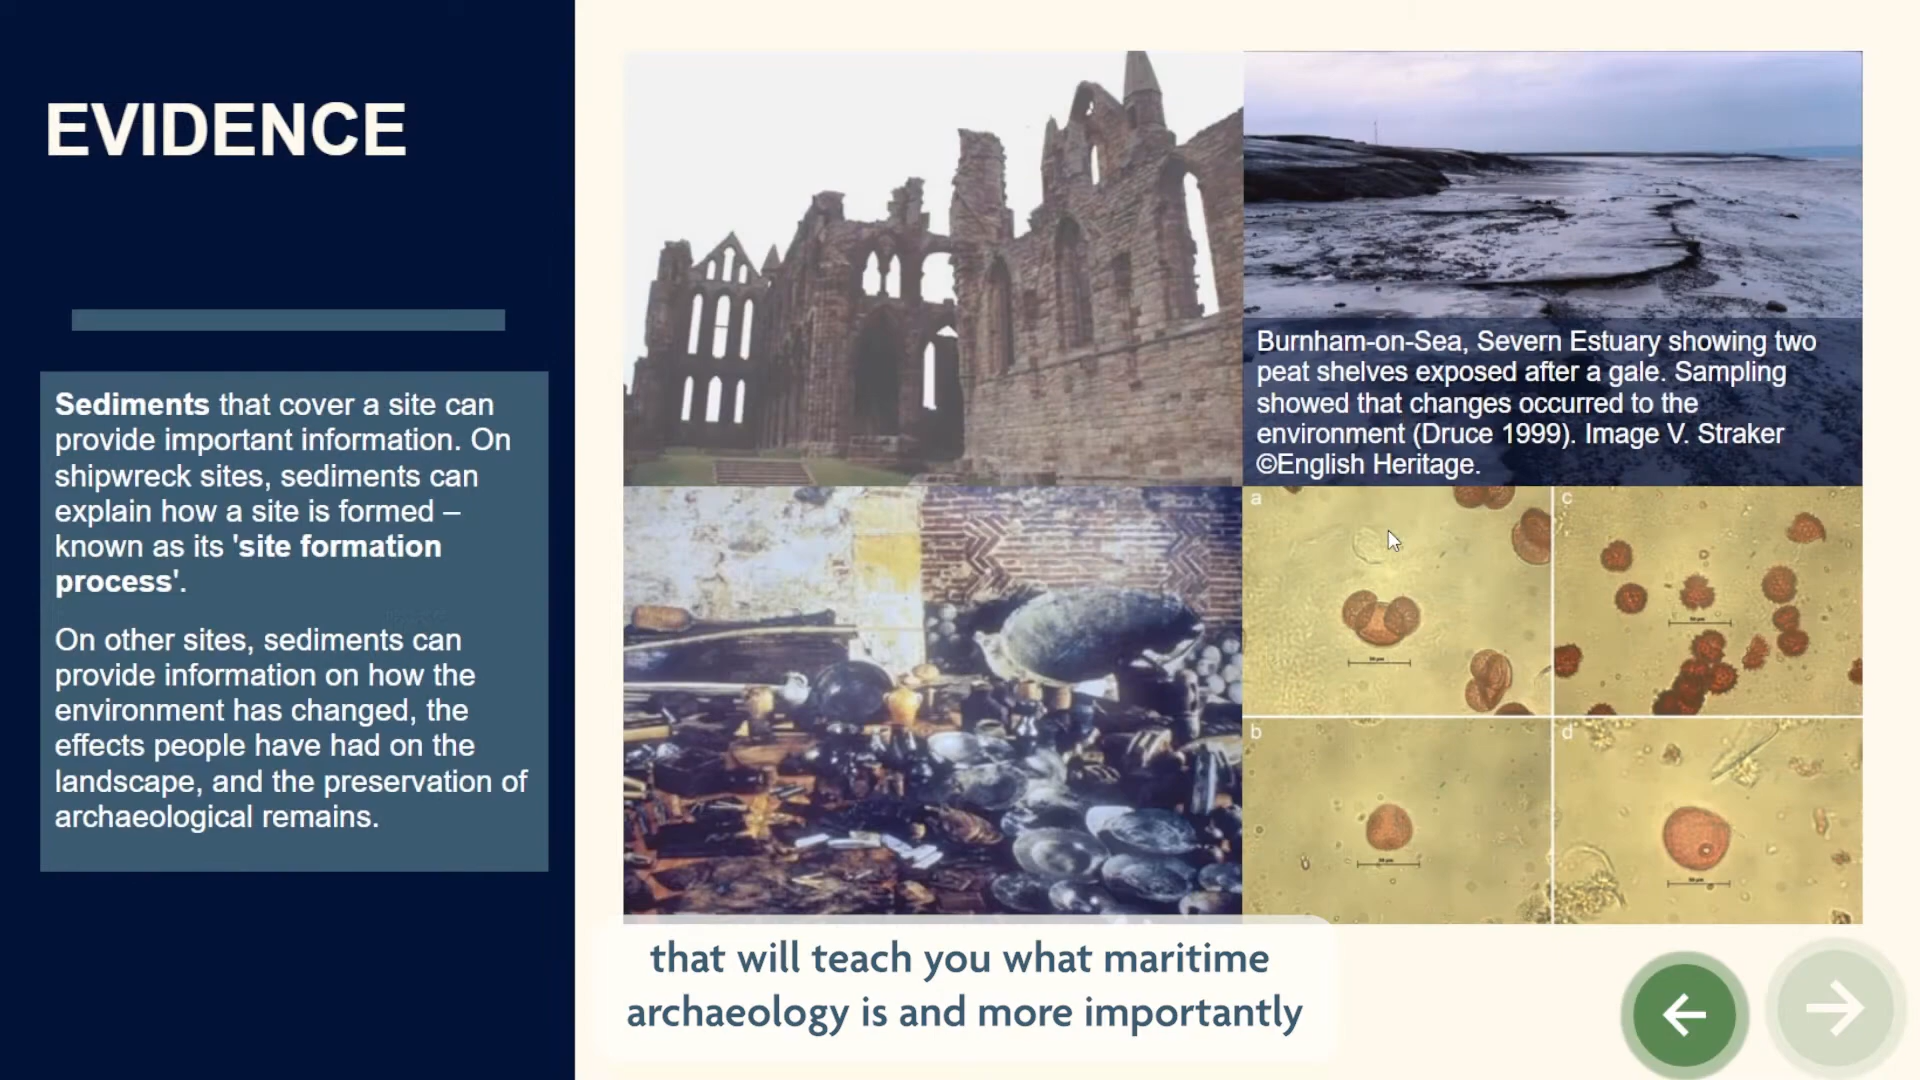 EVIDENCE
Sediments that cover a site can
provide important information. On
shipwreck sites, sediments can
explain how a site is formed –
known as its 'site formation
process'.
On other sites, sediments can
provide information on how the
environment has changed, the
effects people have had on the
landscape, and the preservation of
archaeological remains.
Burnham-on-Sea, Severn Estuary showing two
peat shelves exposed after a gale. Sampling
showed that changes occurred to the
environment (Druce 1999). Image V. Straker
©English Heritage.
a
c
b
d
that will teach you what maritime
archaeology is and more importantly